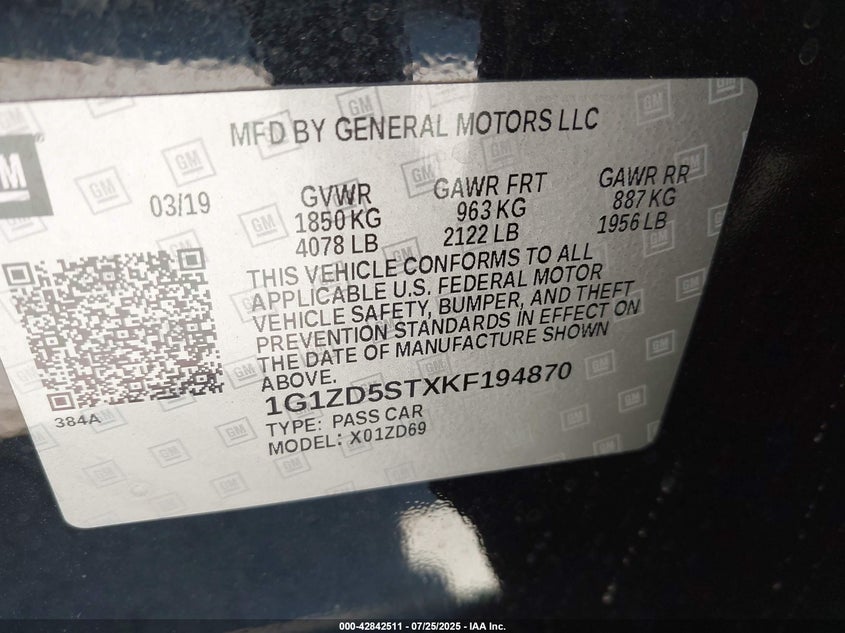 MFD BY GENERAL MOTORS LLC
GM
03/19
GVWR
1850 KG
4078 LB
GAWR FRT
963 KG
2122 LB
GAWR RR
887 KG
1956 LB
THIS VEHICLE CONFORMS TO ALL
APPLICABLE U.S. FEDERAL MOTOR
VEHICLE SAFETY, BUMPER, AND THEFT
PREVENTION STANDARDS IN EFFECT ON
THE DATE OF MANUFACTURE SHOWN
ABOVE.
384A
1G1ZD5STXKF194870
TYPE: PASS CAR
MODEL: X01ZD69
000-42842511 - 07/25/2025 - IAA Inc.